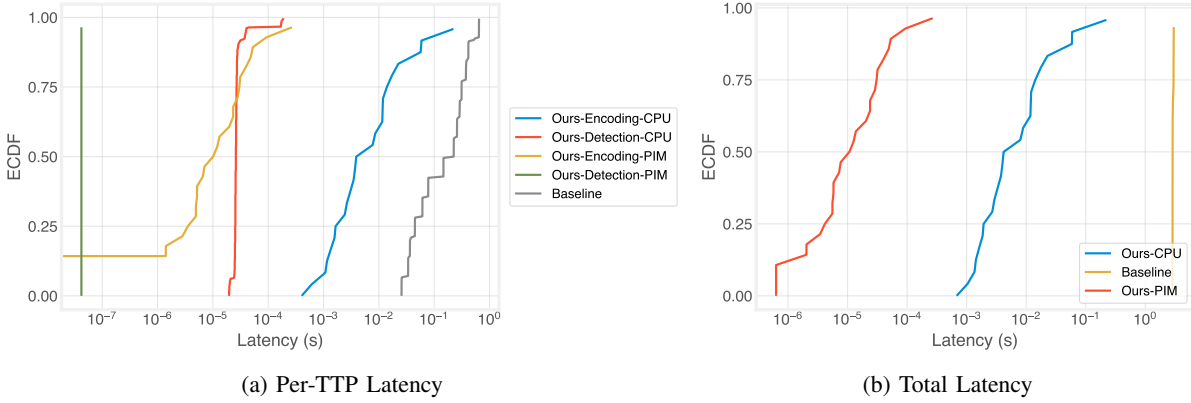 1.00
0.75
0.50
0.25
0.00
ECDF
10⁻⁷ 10⁻⁶ 10⁻⁵ 10⁻⁴ 10⁻³ 10⁻² 10⁻¹ 10⁰
Latency (s)
Ours-Encoding-CPU
Ours-Detection-CPU
Ours-Encoding-PIM
Ours-Detection-PIM
Baseline
(a) Per-TTP Latency
1.00
0.75
0.50
0.25
0.00
ECDF
10⁻⁶ 10⁻⁵ 10⁻⁴ 10⁻³ 10⁻² 10⁻¹ 10⁰
Latency (s)
Ours-CPU
Baseline
Ours-PIM
(b) Total Latency